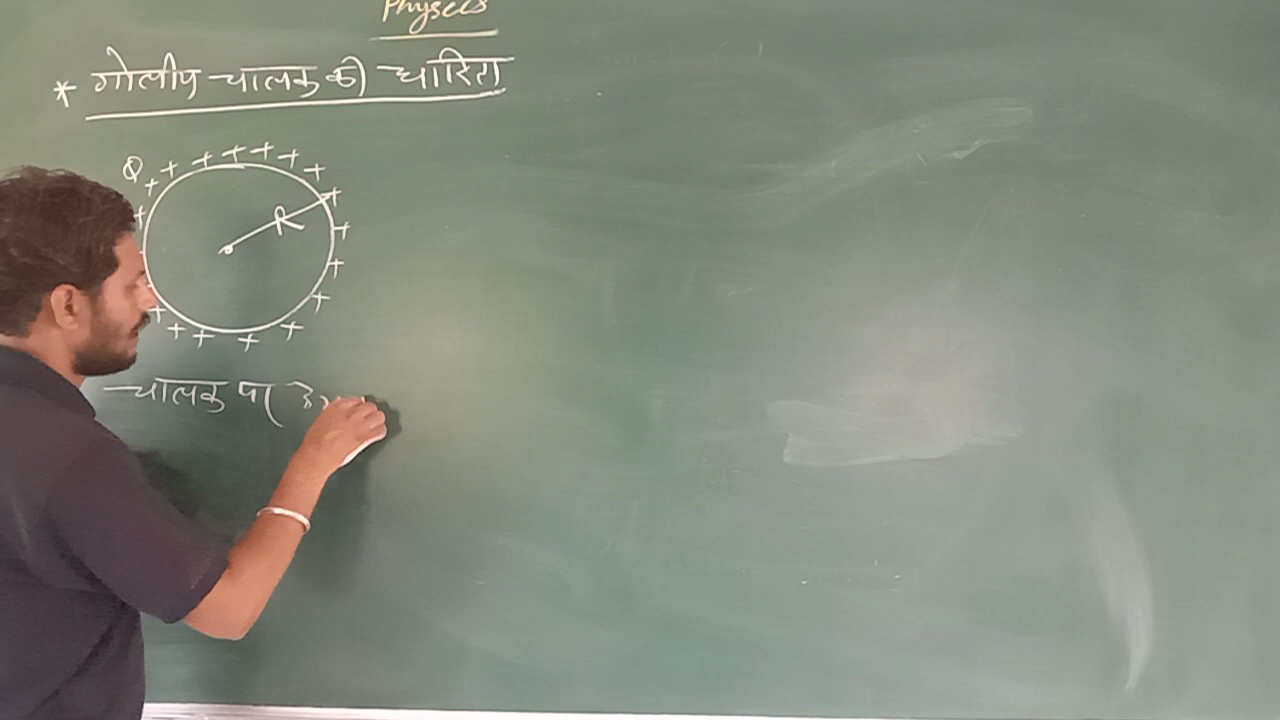 Physics
* गोलीय चालक की धारिता
Q + + + + + + + + + + + + + + + + + + +
R
चालक पर